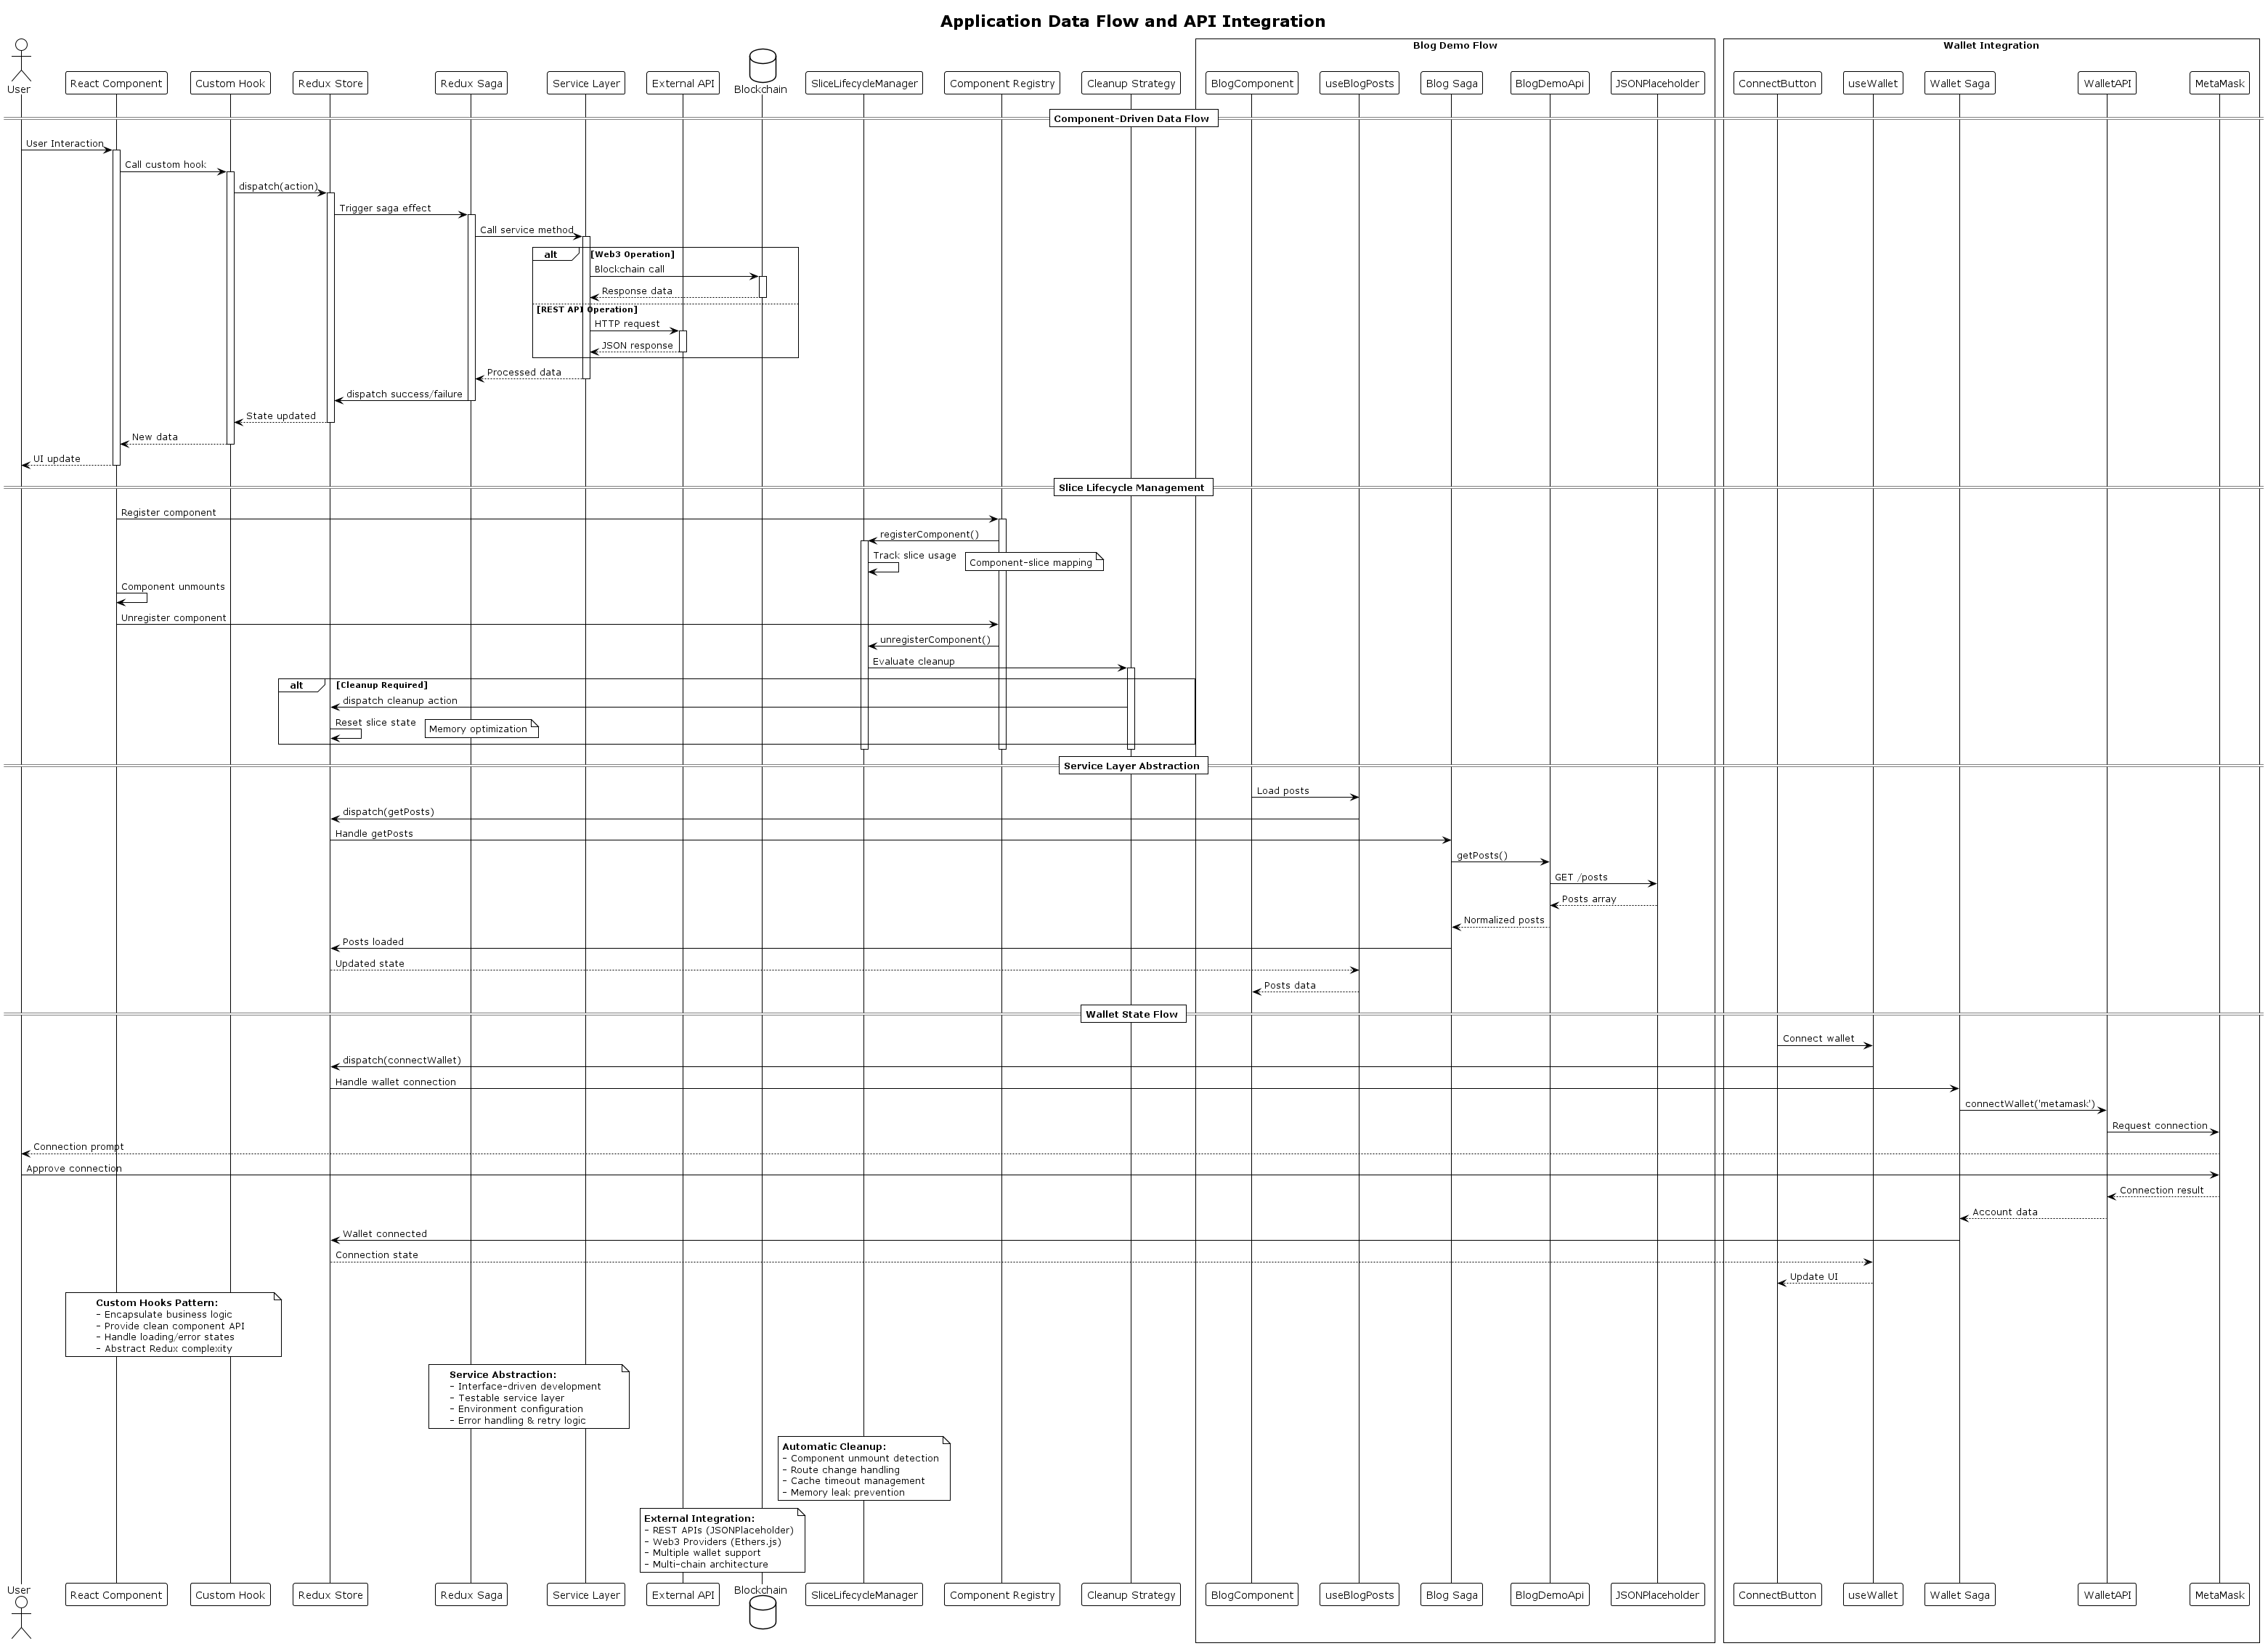 Application Data Flow and API Integration
Blog Demo Flow
Wallet Integration
User
React Component
Custom Hook
Redux Store
Redux Saga
Service Layer
External API
Blockchain
SliceLifecycleManager
Component Registry
Cleanup Strategy
BlogComponent
useBlogPosts
Blog Saga
BlogDemoApi
JSONPlaceholder
ConnectButton
useWallet
Wallet Saga
WalletAPI
MetaMask
Component-Driven Data Flow
User Interaction
Call custom hook
dispatch(action)
Trigger saga effect
Call service method
alt
[Web3 Operation]
Blockchain call
Response data
[REST API Operation]
HTTP request
JSON response
Processed data
dispatch success/failure
State updated
New data
UI update
Slice Lifecycle Management
Register component
registerComponent()
Track slice usage
Component-slice mapping
Component unmounts
Unregister component
unregisterComponent()
Evaluate cleanup
alt
[Cleanup Required]
dispatch cleanup action
Reset slice state
Memory optimization
Service Layer Abstraction
Load posts
dispatch(getPosts)
Handle getPosts
getPosts()
GET /posts
Posts array
Normalized posts
Posts loaded
Updated state
Posts data
Wallet State Flow
Connect wallet
dispatch(connectWallet)
Handle wallet connection
connectWallet('metamask')
Request connection
Connection prompt
Approve connection
Connection result
Account data
Wallet connected
Connection state
Update UI
Custom Hooks Pattern:
- Encapsulate business logic
- Provide clean component API
- Handle loading/error states
- Abstract Redux complexity
Service Abstraction:
- Interface-driven development
- Testable service layer
- Environment configuration
- Error handling & retry logic
Automatic Cleanup:
- Component unmount detection
- Route change handling
- Cache timeout management
- Memory leak prevention
External Integration:
- REST APIs (JSONPlaceholder)
- Web3 Providers (Ethers.js)
- Multiple wallet support
- Multi-chain architecture
User
React Component
Custom Hook
Redux Store
Redux Saga
Service Layer
External API
Blockchain
SliceLifecycleManager
Component Registry
Cleanup Strategy
BlogComponent
useBlogPosts
Blog Saga
BlogDemoApi
JSONPlaceholder
ConnectButton
useWallet
Wallet Saga
WalletAPI
MetaMask